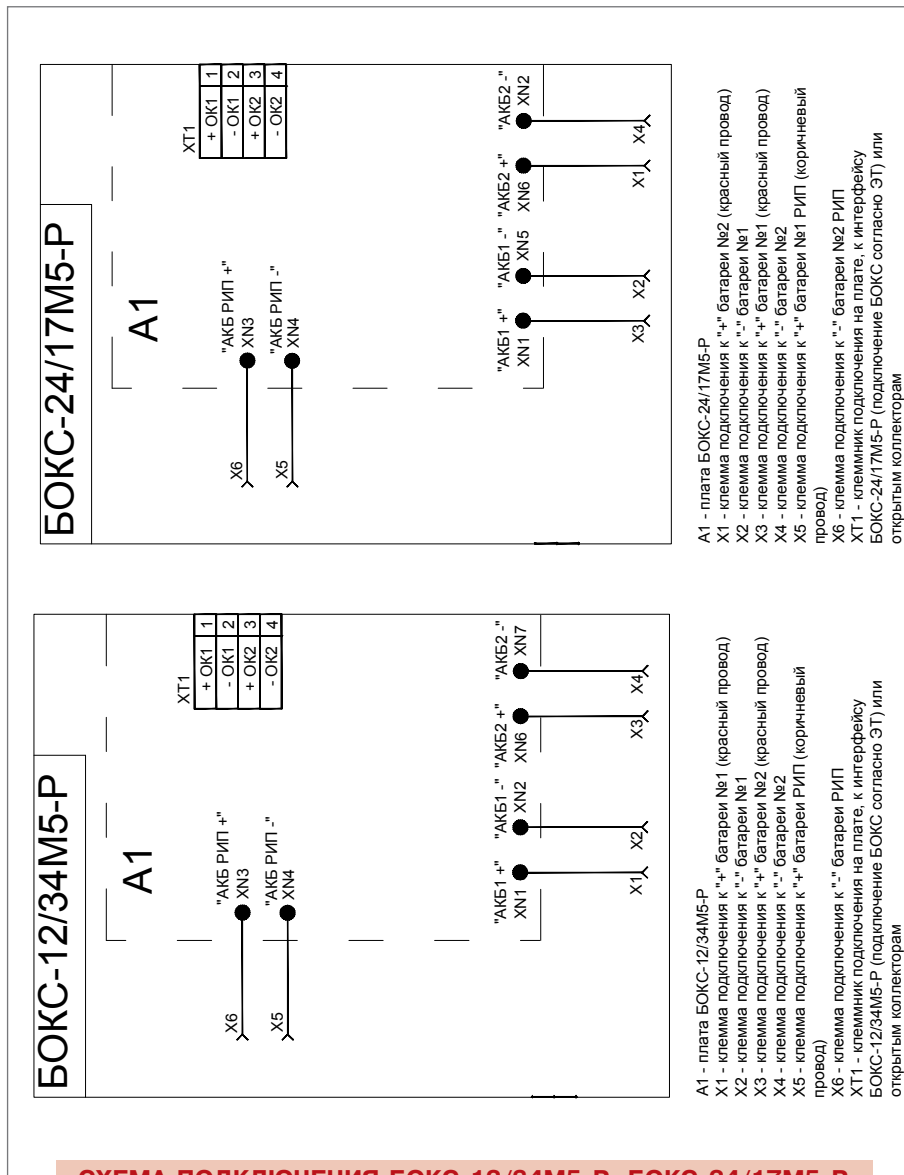 БОКС-24/17М5-Р
А1
ХТ1
+ ОК1 1
- ОК1 2
+ ОК2 3
- ОК2 4
"АКБ РИП +"
XN3
"АКБ РИП -"
XN4
X6
X5
"АКБ1 +"
XN1
"АКБ1 -"
XN5
"АКБ2 +"
XN6
"АКБ2 -"
XN2
X3
X2
X1
X4
А1 - плата БОКС-24/17М5-Р
X1 - клемма подключения к "+" батареи №2 (красный провод)
X2 - клемма подключения к "-" батареи №1
X3 - клемма подключения к "+" батареи №1 (красный провод)
X4 - клемма подключения к "-" батареи №2
X5 - клемма подключения к "+" батареи №1 РИП (коричневый
провод)
X6 - клемма подключения к "-" батареи №2 РИП
XT1 - клеммник подключения на плате, к интерфейсу
БОКС-24/17М5-Р (подключение БОКС согласно ЭТ) или
открытым коллекторам
БОКС-12/34М5-Р
А1
ХТ1
+ ОК1 1
- ОК1 2
+ ОК2 3
- ОК2 4
"АКБ РИП +"
XN3
"АКБ РИП -"
XN4
X6
X5
"АКБ1 +"
XN1
"АКБ1 -"
XN2
"АКБ2 +"
XN6
"АКБ2 -"
XN7
X1
X2
X3
X4
А1 - плата БОКС-12/34М5-Р
X1 - клемма подключения к "+" батареи №1 (красный провод)
X2 - клемма подключения к "-" батареи №1
X3 - клемма подключения к "+" батареи №2 (красный провод)
X4 - клемма подключения к "-" батареи №2
X5 - клемма подключения к "+" батареи РИП (коричневый
провод)
X6 - клемма подключения к "-" батареи РИП
XT1 - клеммник подключения на плате, к интерфейсу
БОКС-12/34М5-Р (подключение БОКС согласно ЭТ) или
открытым коллекторам
СХЕМА ПОДКЛЮЧЕНИЯ БОКС-12/34М5-Р, БОКС-24/17М5-Р